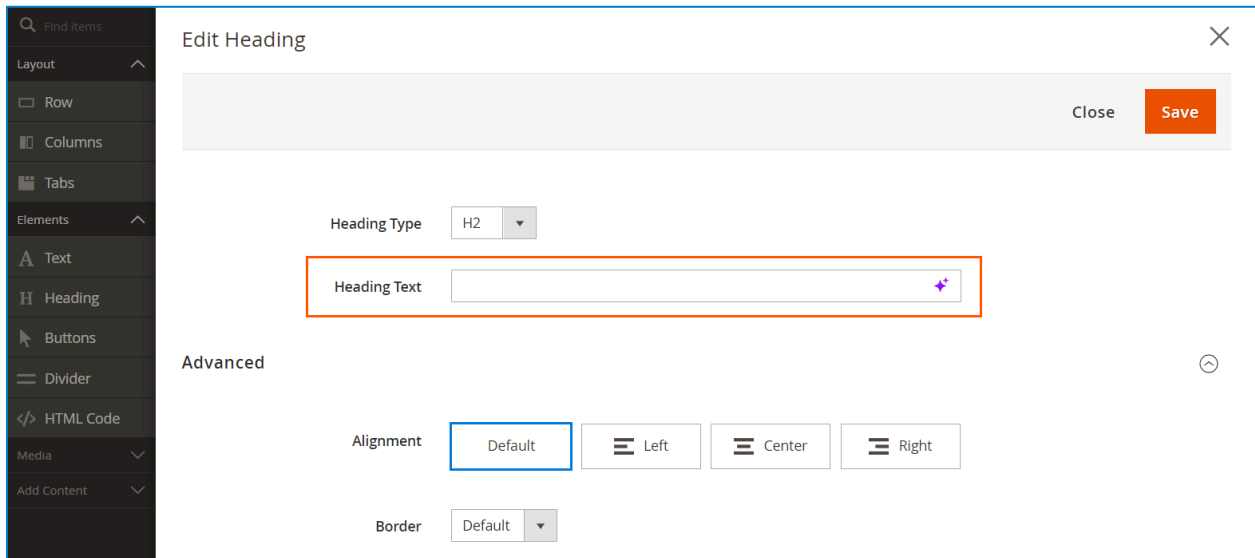 Find items
Layout
Row
Columns
Tabs
Elements
Text
Heading
Buttons
Divider
HTML Code
Media
Add Content
Edit Heading
Close
Save
Heading Type
H2
Heading Text
Advanced
Alignment
Default
Left
Center
Right
Border
Default